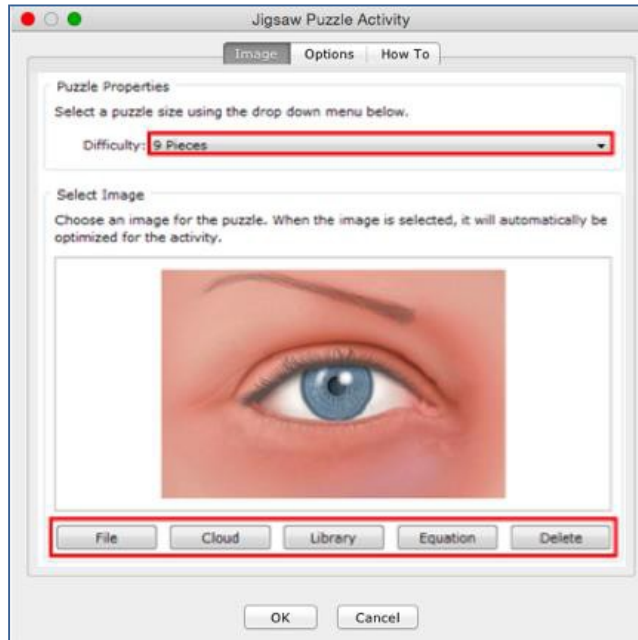 Jigsaw Puzzle Activity
Image Options How To
Puzzle Properties
Select a puzzle size using the drop down menu below.
Difficulty: 9 Pieces
Select Image
Choose an image for the puzzle. When the image is selected, it will automatically be
optimized for the activity.
File Cloud Library Equation Delete
OK Cancel